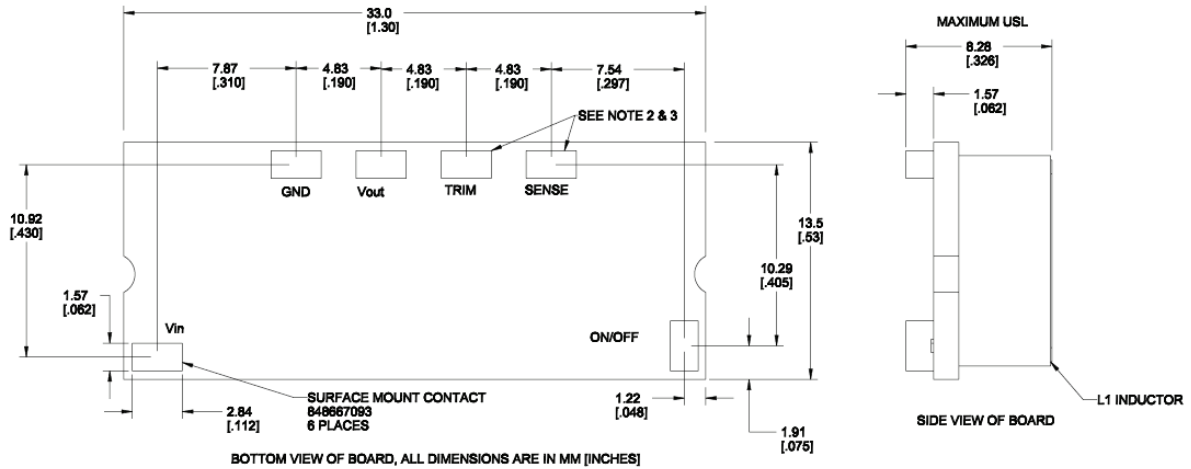 33.0
[1.30]
MAXIMUM USL
8.28
[.326]
7.87
[.310]
4.83
[.190]
4.83
[.190]
4.83
[.190]
7.54
[.297]
1.57
[.062]
SEE NOTE 2 & 3
GND
Vout
TRIM
SENSE
10.92
[.430]
13.5
[.53]
10.29
[.405]
1.57
[.062]
Vin
ON/OFF
SURFACE MOUNT CONTACT
848667093
6 PLACES
2.84
[.112]
1.22
[.048]
1.91
[.075]
L1 INDUCTOR
SIDE VIEW OF BOARD
BOTTOM VIEW OF BOARD, ALL DIMENSIONS ARE IN MM [INCHES]